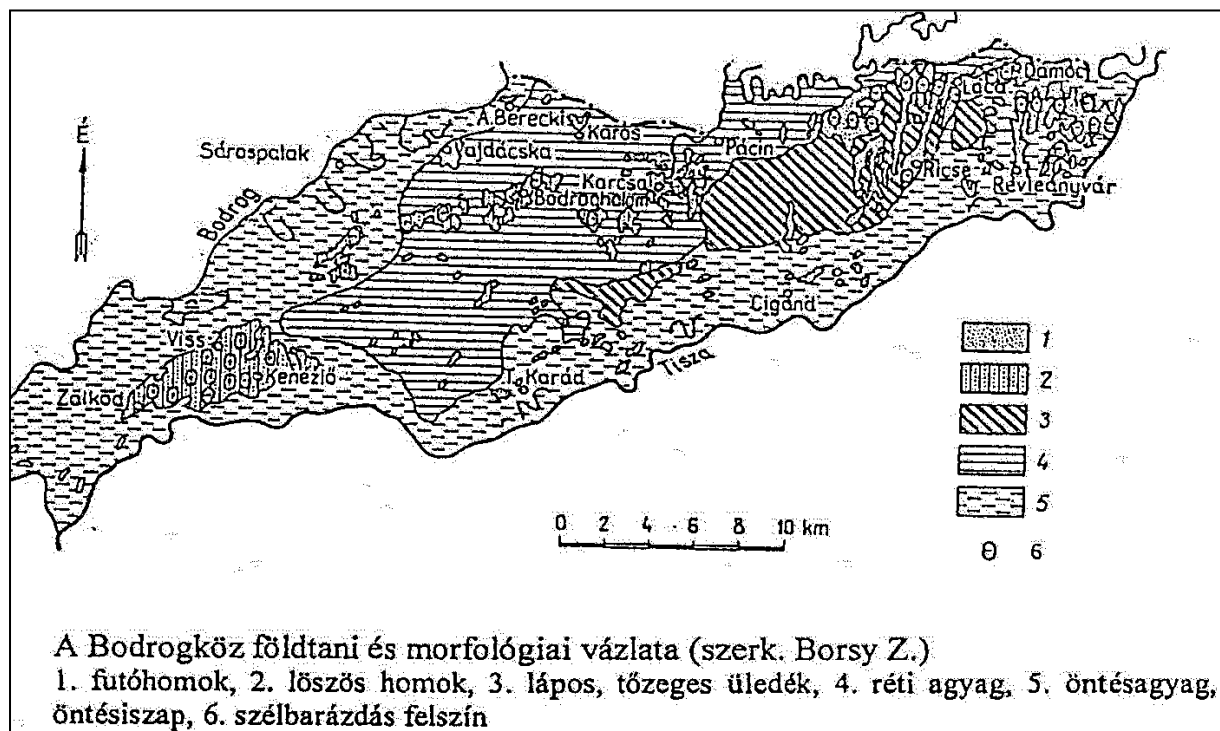 É
Sárospatak
Bodrog
A.Berecki
Karos
Vajdácska
Pácin
Karcsa
Bodroghalom
Láca
Dámóc
Ricse
Révleányvár
Cigánd
Viss
Kenézlő
Zalkod
T. Karád
Tisza
1
2
3
4
5
6
0 2 4 6 8 10 km
A Bodrogköz földtani és morfológiai vázlata (szerk. Borsy Z.)
1. futóhomok, 2. löszös homok, 3. lápos, tőzeges üledék, 4. réti agyag, 5. öntésagyag,
öntésiszap, 6. szélbarázdás felszín